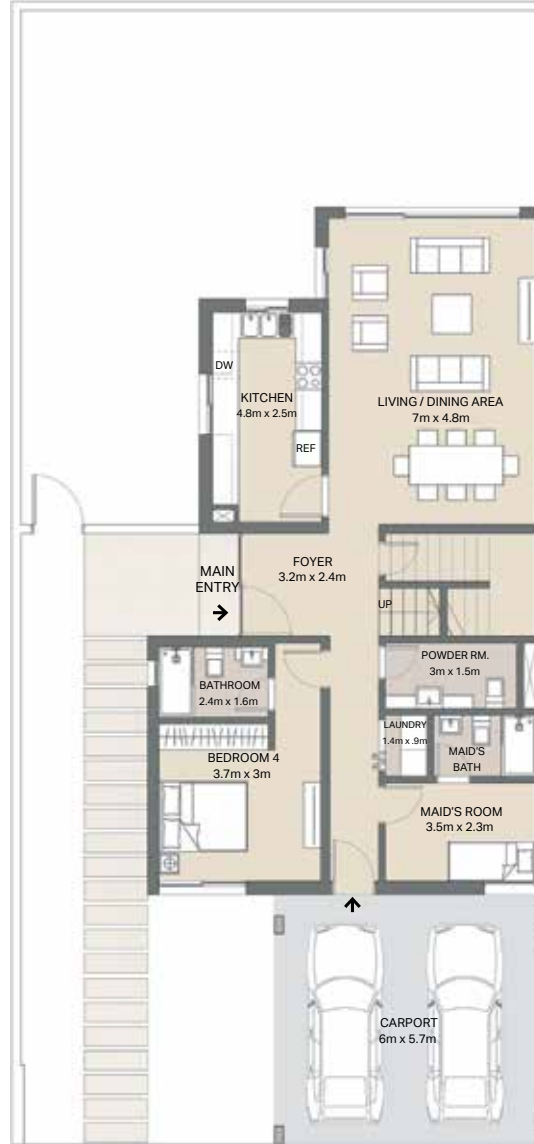 DW
KITCHEN
4.8m x 2.5m
REF
LIVING / DINING AREA
7m x 4.8m
MAIN
ENTRY
FOYER
3.2m x 2.4m
UP
POWDER RM.
3m x 1.5m
BATHROOM
2.4m x 1.6m
LAUNDRY
1.4m x .9m
MAID'S
BATH
BEDROOM 4
3.7m x 3m
MAID'S ROOM
3.5m x 2.3m
CARPORT
6m x 5.7m